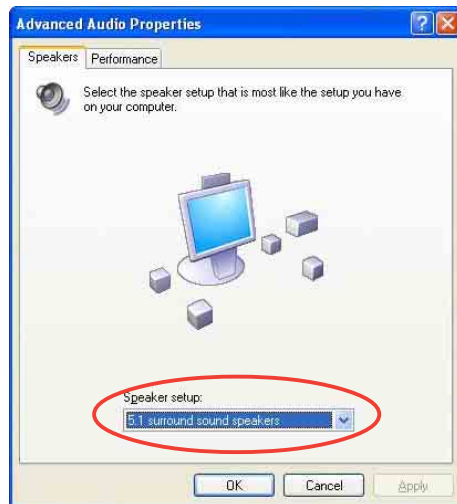 Advanced Audio Properties
Speakers Performance
Select the speaker setup that is most like the setup you have
on your computer.
Speaker setup:
5.1 surround sound speakers
OK Cancel Apply